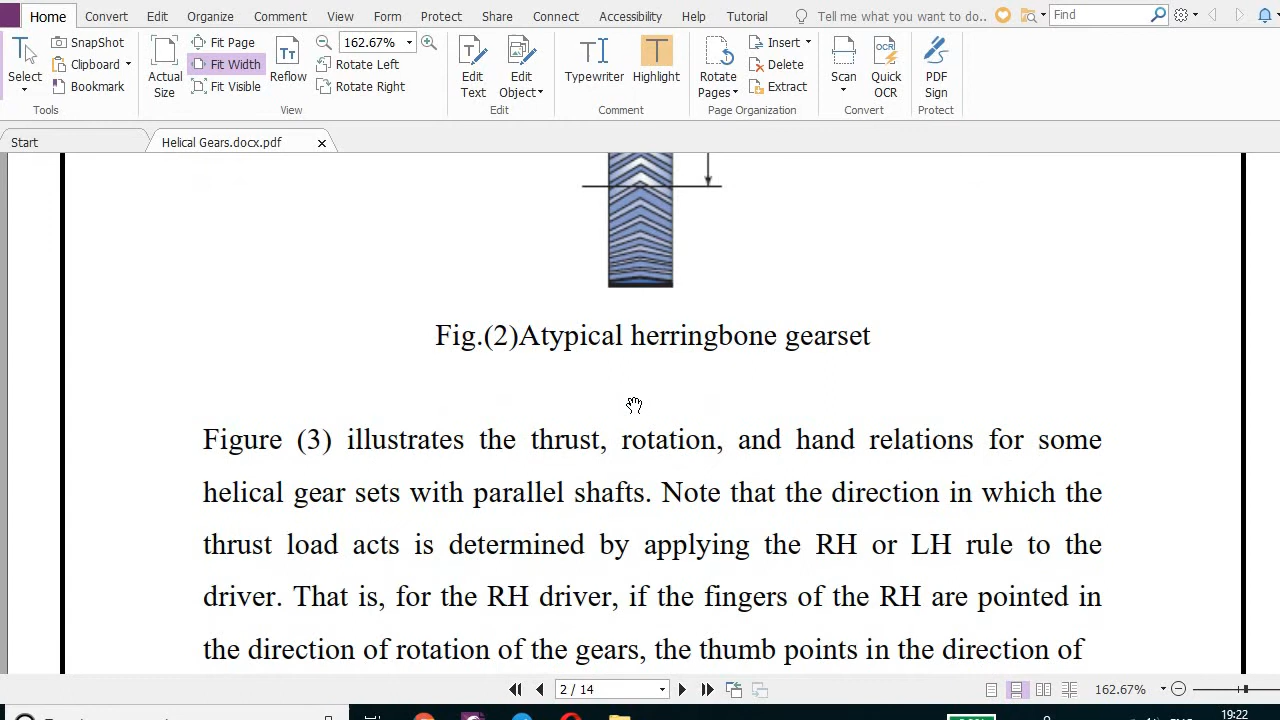 Home Convert Edit Organize Comment View Form Protect Share Connect Accessibility Help Tutorial Tell me what you want to do.. Find
Select
Tools
SnapShot
Clipboard
Bookmark
Actual Size
Fit Page
Fit Width
Fit Visible
Reflow
162.67%
Rotate Left
Rotate Right
View
Edit Text
Edit Object
Edit
Typewriter
Highlight
Comment
Rotate Pages
Insert
Delete
Extract
Page Organization
Scan
Quick OCR
Convert
PDF Sign
Protect
Start
Helical Gears.docx.pdf
Fig.(2)Atypical herringbone gearset
Figure (3) illustrates the thrust, rotation, and hand relations for some
helical gear sets with parallel shafts. Note that the direction in which the
thrust load acts is determined by applying the RH or LH rule to the
driver. That is, for the RH driver, if the fingers of the RH are pointed in
the direction of rotation of the gears, the thumb points in the direction of
2 / 14
162.67%
19:22